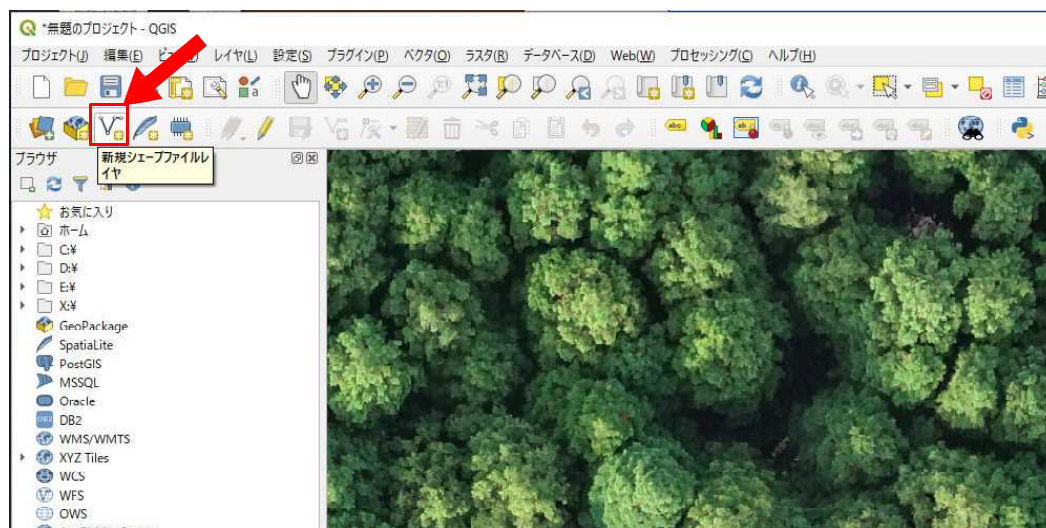 *無題のプロジェクト - QGIS
プロジェクト(J) 編集(E) レイヤ(L) 設定(S) プラグイン(P) ベクタ(O) ラスタ(R) データベース(D) Web(W) プロセッシング(C) ヘルプ(H)
abc
ab
ブラウザ
新規シェープファイルレ
イヤ
お気に入り
ホーム
C:¥
D:¥
E:¥
X:¥
GeoPackage
SpatiaLite
PostGIS
MSSQL
Oracle
DB2
DB2
WMS/WMTS
XYZ Tiles
WCS
WFS
OWS